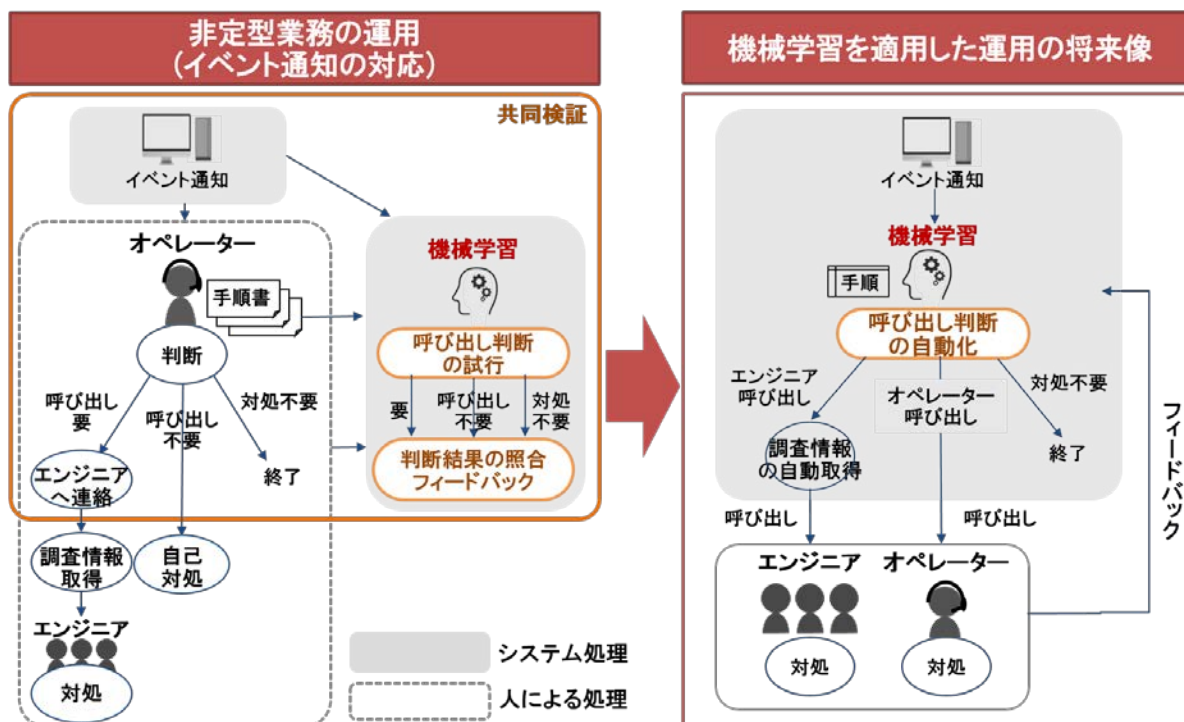 非定型業務の運用
(イベント通知の対応)
共同検証
イベント通知
オペレーター
手順書
判断
呼び出し
要
呼び出し
不要
対処不要
エンジニア
へ連絡
終了
調査情報
取得
自己
対処
エンジニア
対処
機械学習
呼び出し判断
の試行
要
呼び出し
不要
対処
不要
判断結果の照合
フィードバック
システム処理
人による処理
機械学習を適用した運用の将来像
イベント通知
機械学習
手順
呼び出し判断
の自動化
エンジニア
呼び出し
オペレーター
呼び出し
対処不要
調査情報
の自動取得
終了
呼び出し
呼び出し
エンジニア
オペレーター
対処
対処
フィードバック